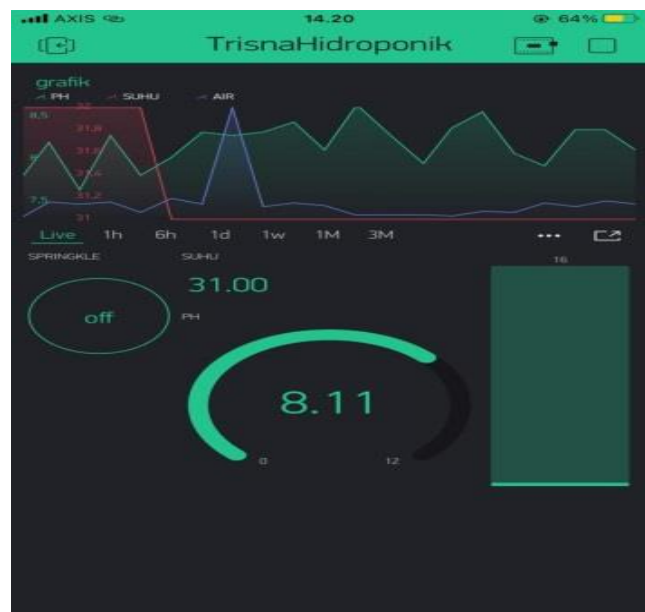 AXIS 14.20 64%
TrisnaHidroponik
grafik
PH SUHU AIR
32
8,5
31,8
31,6
8
31,4
7,5
31,2
31
Live 1h 6h 1d 1w 1M 3M
SPRINGKLE SUHU 16
31.00
off PH
8.11
0 12